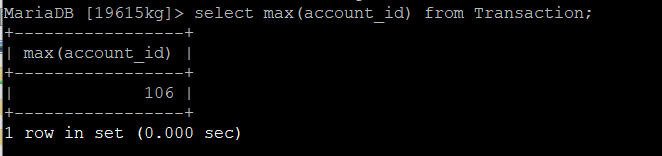 MariaDB [19615kg]> select max(account_id) from Transaction;
+-----------------+
| max(account_id) |
+-----------------+
|             106 |
+-----------------+
1 row in set (0.000 sec)